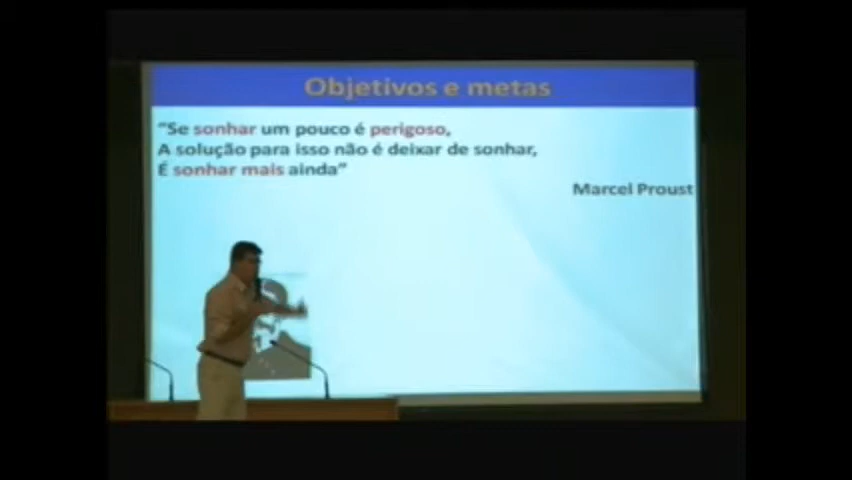 Objetivos e metas
“Se sonhar um pouco é perigoso,
A solução para isso não é deixar de sonhar,
É sonhar mais ainda”
Marcel Proust